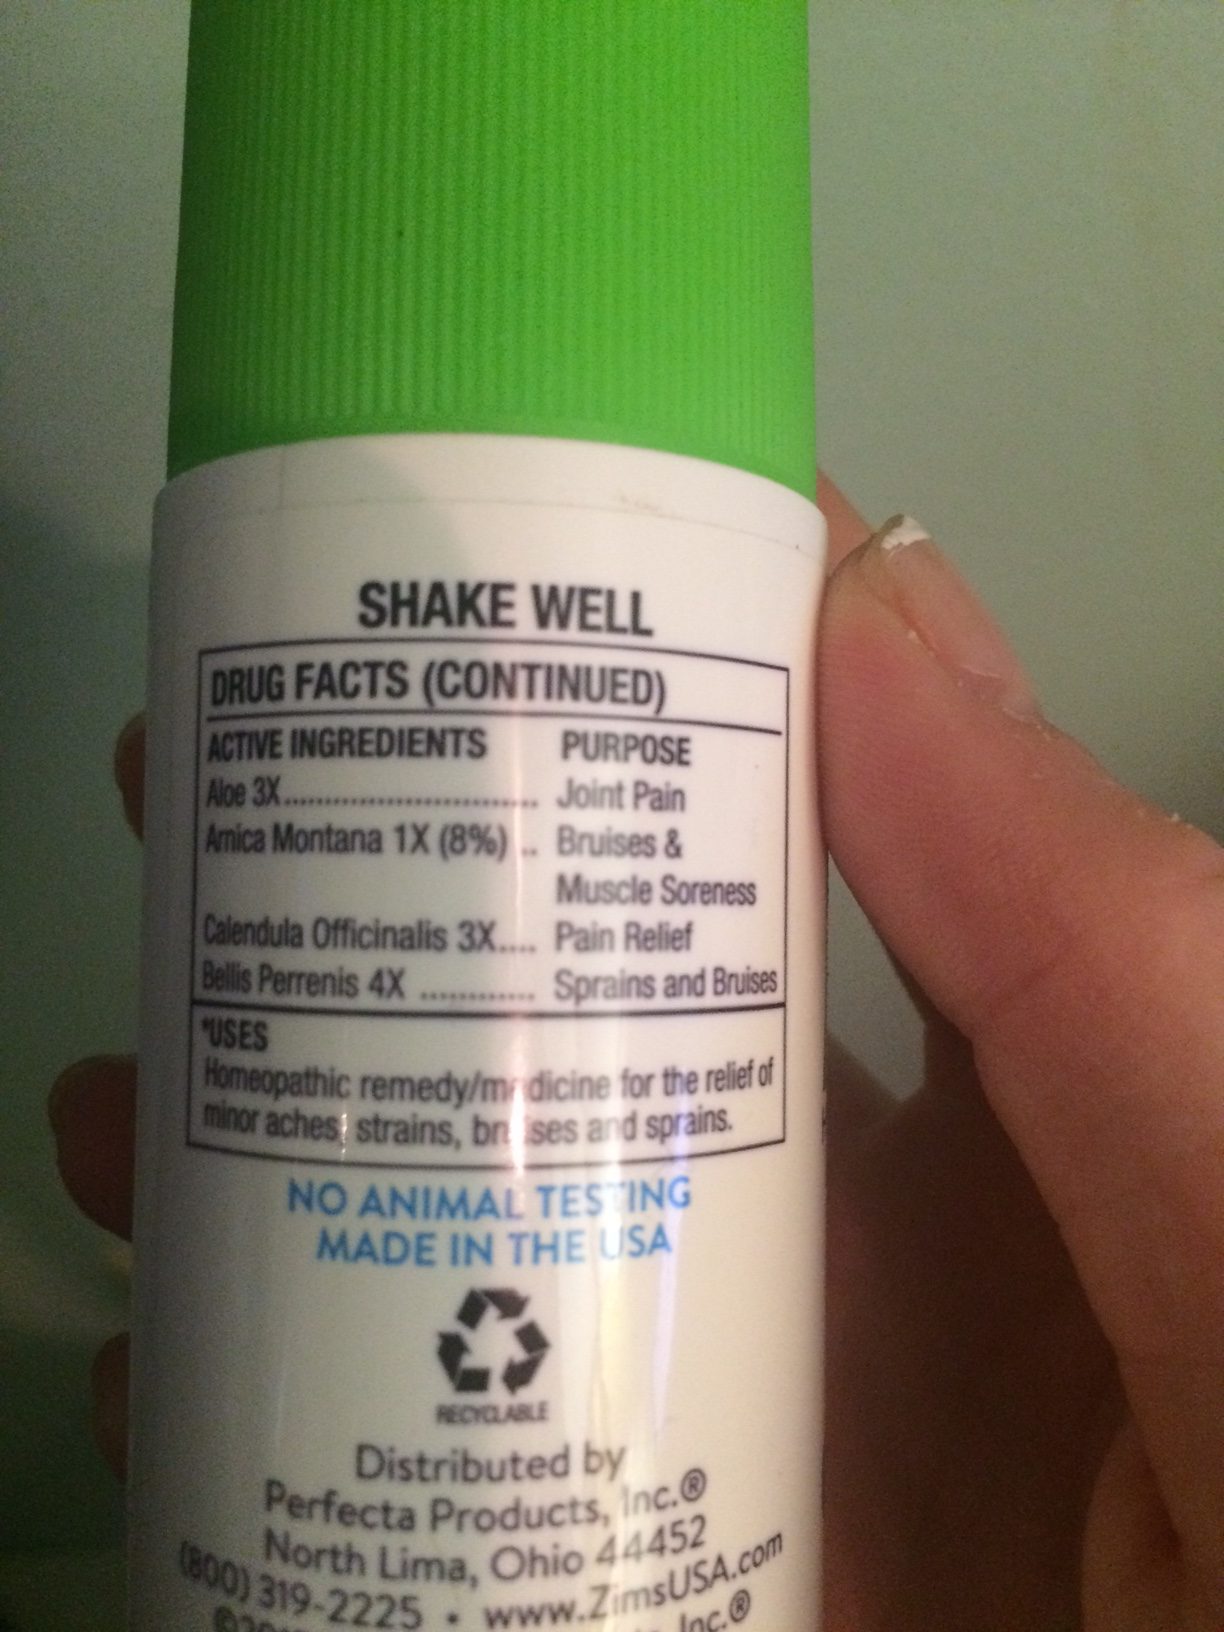 SHAKE WELL
DRUG FACTS (CONTINUED)
ACTIVE INGREDIENTS PURPOSE
Aloe 3X.............................. Joint Pain
Arnica Montana 1X (8%) .. Bruises &
Muscle Soreness
Calendula Officinalis 3X.... Pain Relief
Bellis Perrenis 4X ............ Sprains and Bruises
*USES
Homeopathic remedy/medicine for the relief of
minor aches, strains, bruises and sprains.
NO ANIMAL TESTING
MADE IN THE USA
RECYCLABLE
Distributed by
Perfecta Products, Inc.®
North Lima, Ohio 44452
(800) 319-2225 • www.ZimsUSA.com
Inc.®